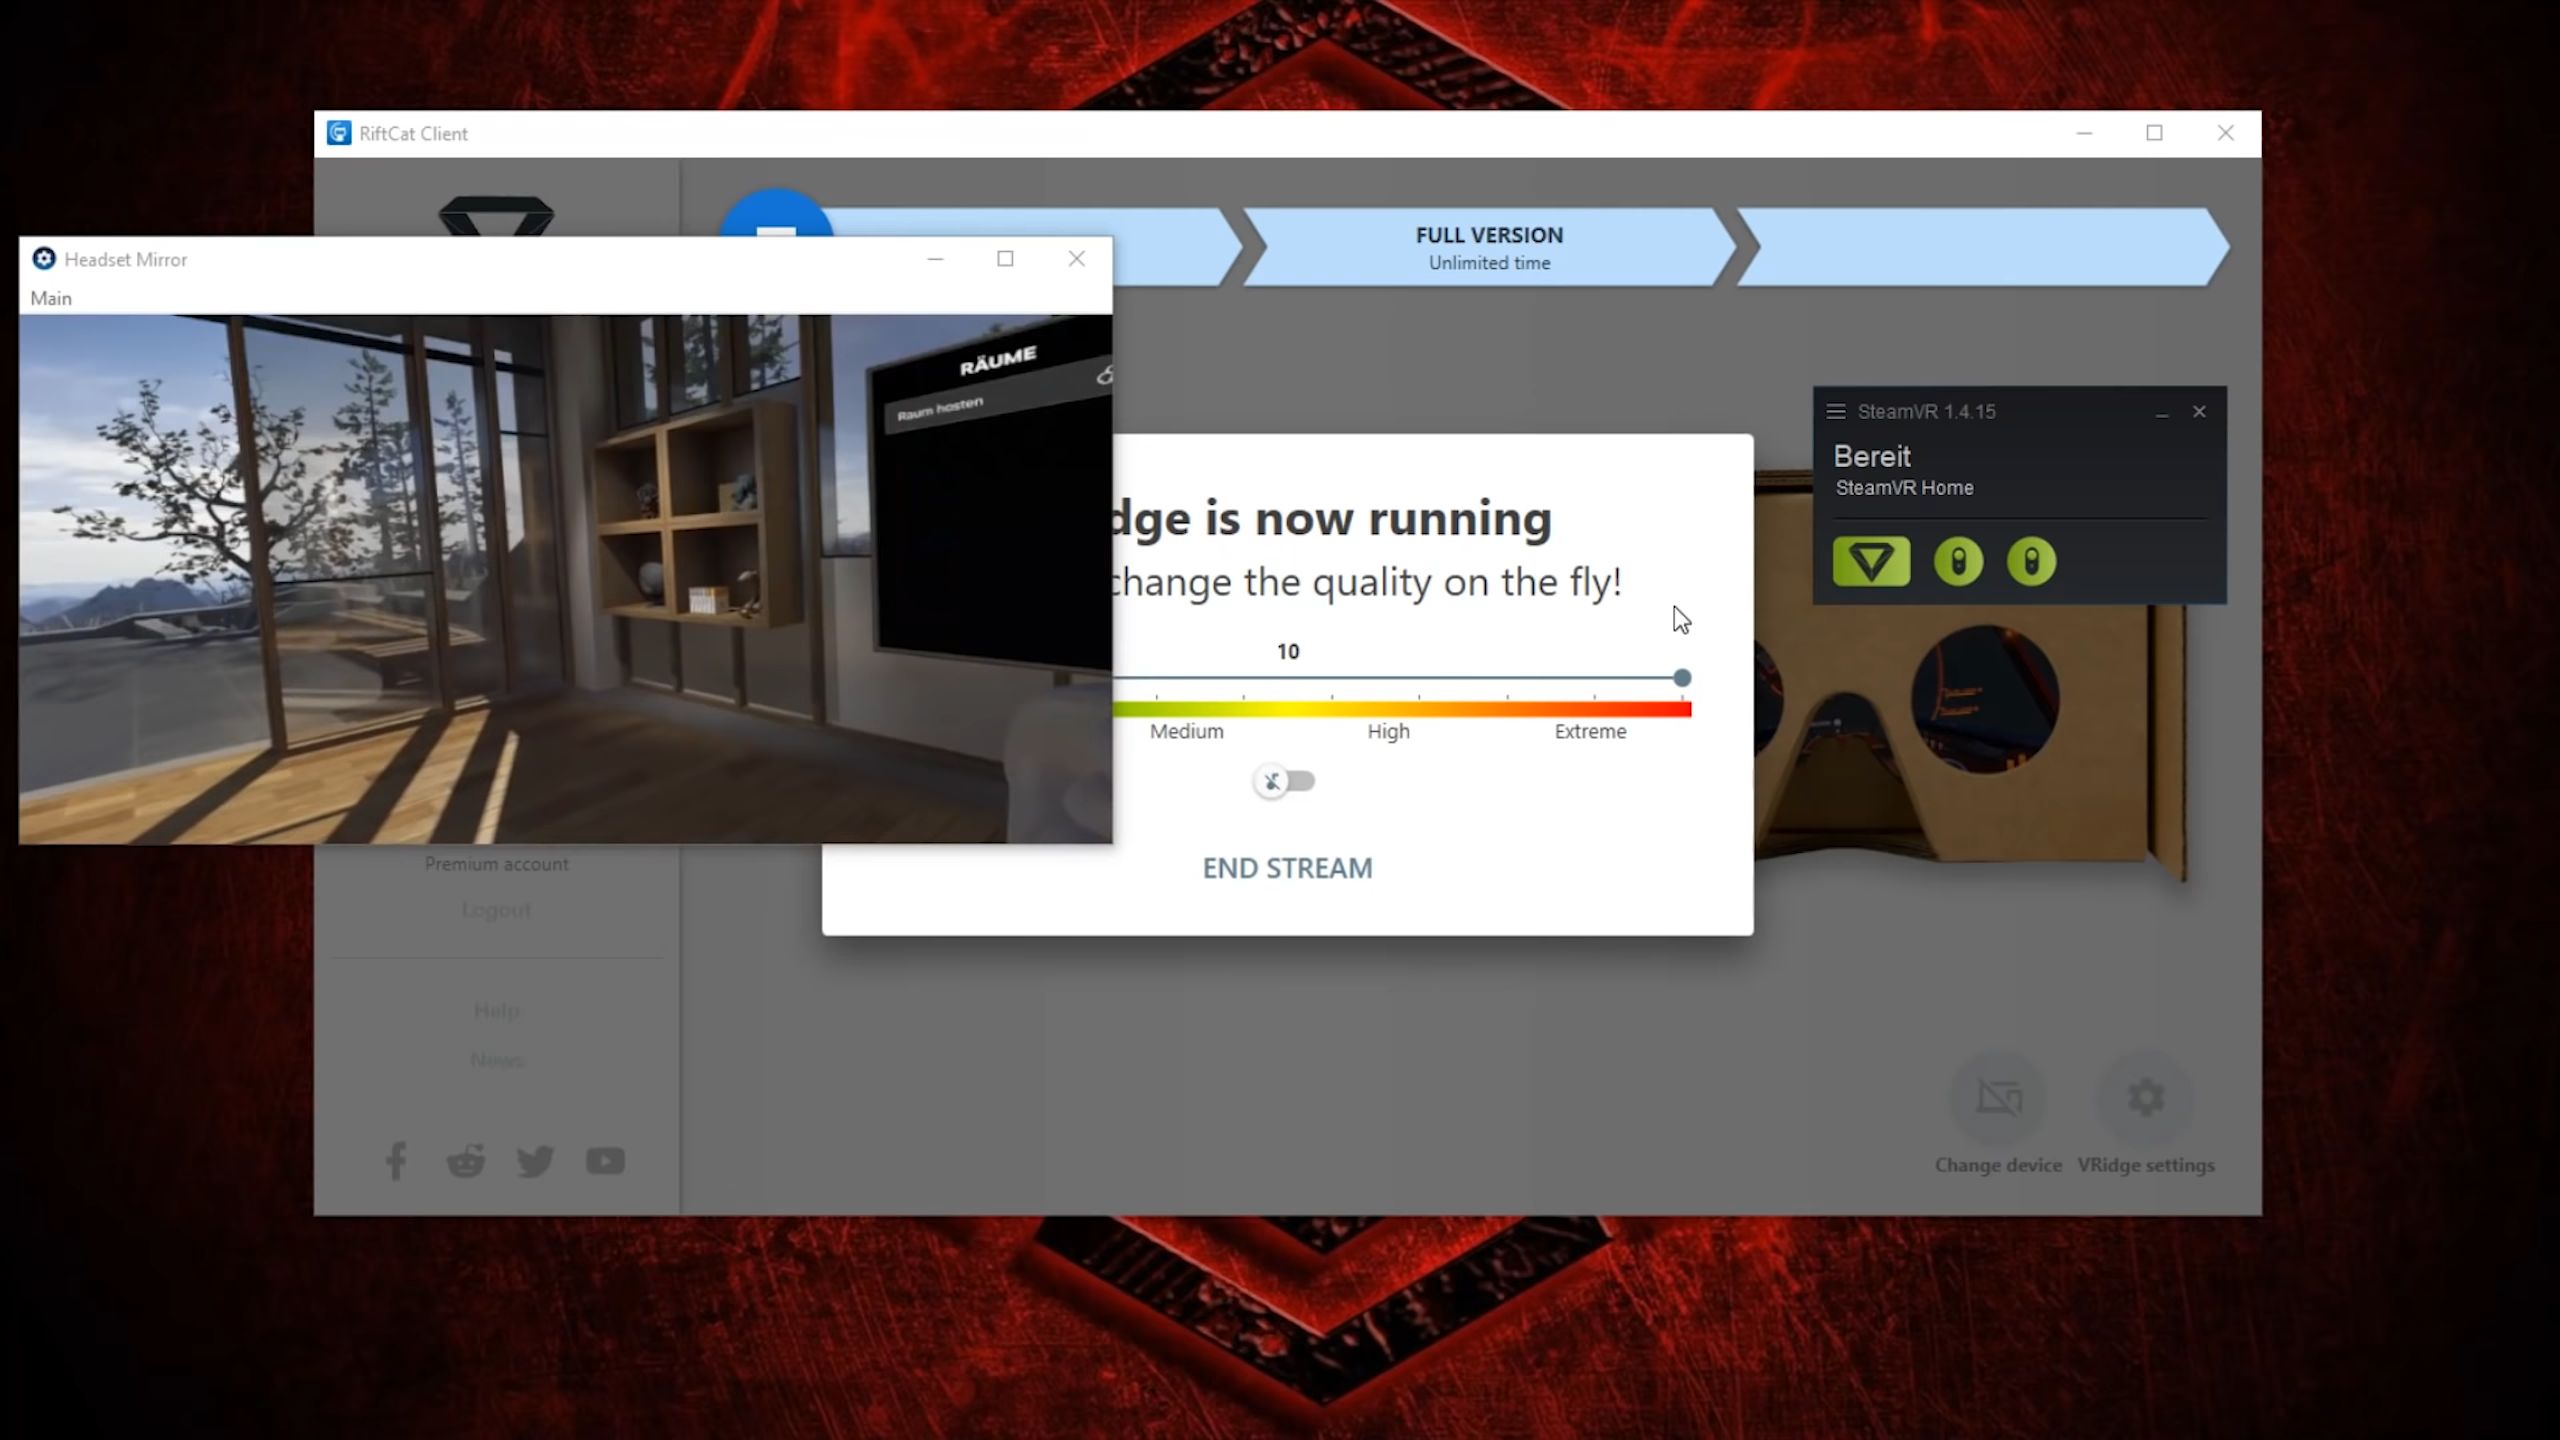 RiftCat Client
FULL VERSION
Unlimited time
Headset Mirror
Main
RÄUME
Raum hosten
SteamVR 1.4.15
Bereit
SteamVR Home
dge is now running
change the quality on the fly!
10
Medium
High
Extreme
END STREAM
Premium account
Logout
Help
News
Change device
VRidge settings